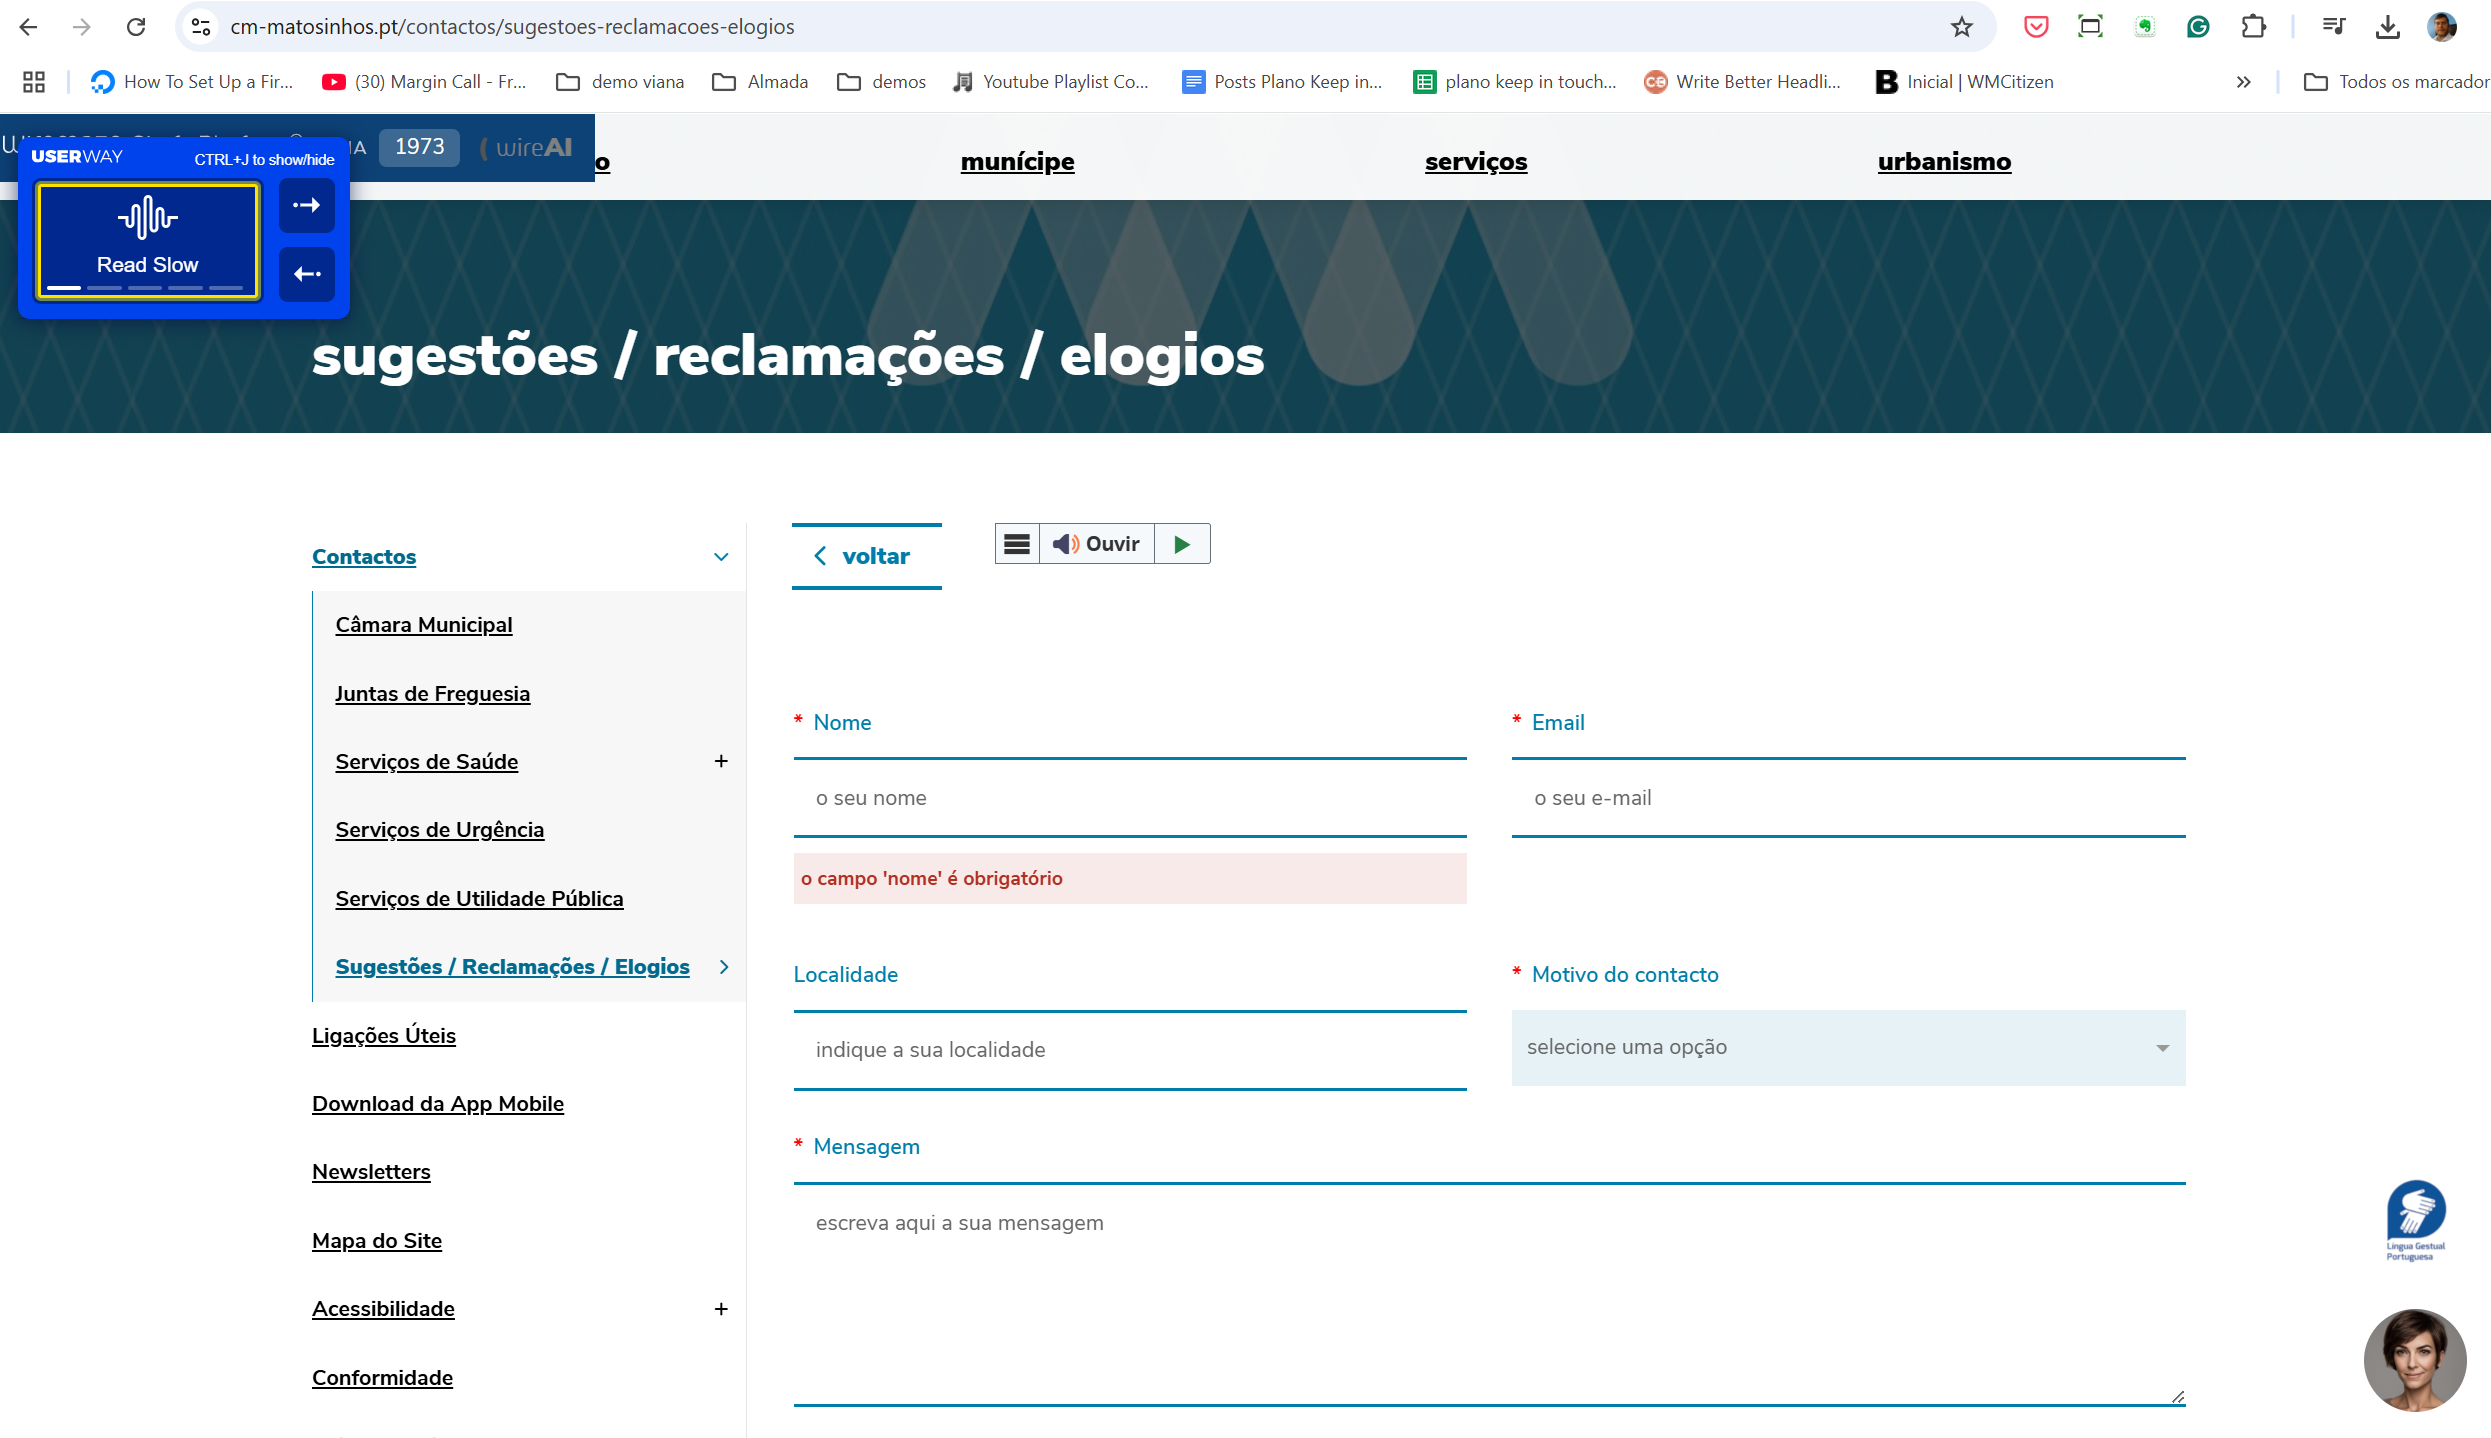 cm-matosinhos.pt/contactos/sugestoes-reclamacoes-elogios
How To Set Up a Fir...
(30) Margin Call - Fr...
demo viana
Almada
demos
Youtube Playlist Co...
Posts Plano Keep in...
plano keep in touch...
Write Better Headli...
Inicial | WMCitizen
Todos os marcador
IA
1973
wireAI
USERWAY
CTRL+J to show/hide
Read Slow
o
munícipe
serviços
urbanismo
sugestões / reclamações / elogios
Contactos
Câmara Municipal
Juntas de Freguesia
Serviços de Saúde
Serviços de Urgência
Serviços de Utilidade Pública
Sugestões / Reclamações / Elogios
Ligações Úteis
Download da App Mobile
Newsletters
Mapa do Site
Acessibilidade
Conformidade
voltar
Ouvir
* Nome
o seu nome
o campo 'nome' é obrigatório
* Email
o seu e-mail
Localidade
indique a sua localidade
* Motivo do contacto
selecione uma opção
* Mensagem
escreva aqui a sua mensagem
Língua Gestual
Portuguesa